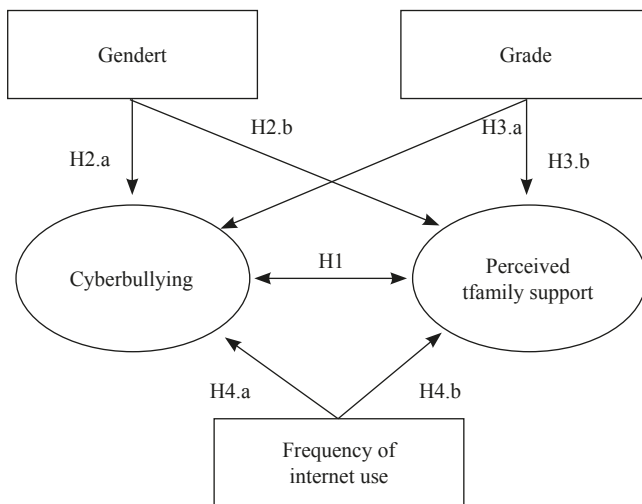 Gendert
Grade
H2.b
H3.a
H2.a
H3.b
Cyberbullying
H1
Perceived
tfamily support
H4.a
H4.b
Frequency of
internet use